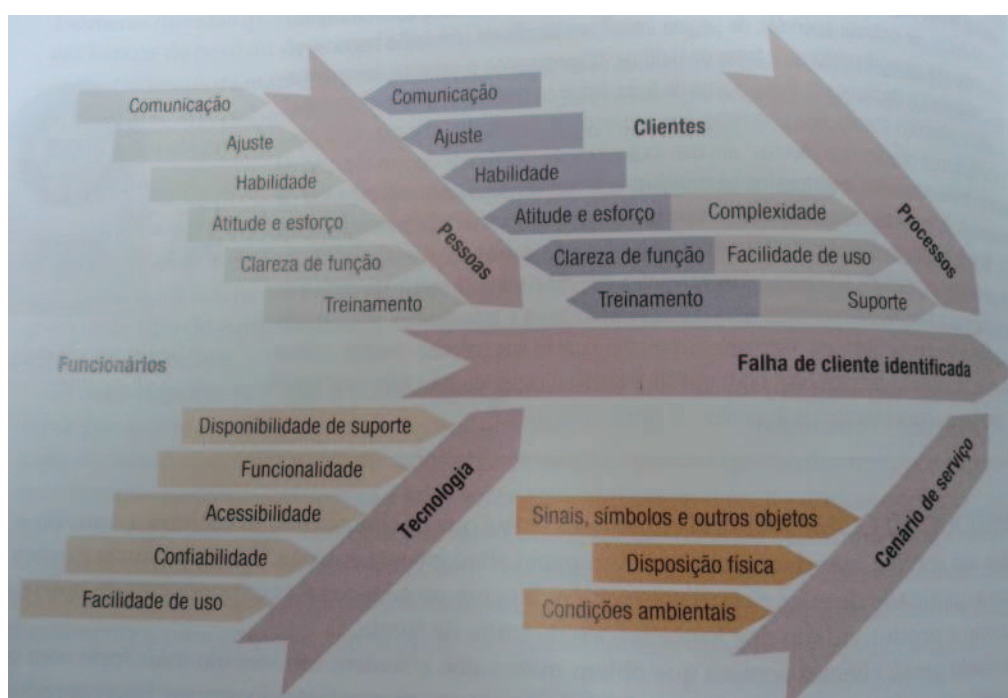 Comunicação
Ajuste
Habilidade
Atitude e esforço
Clareza de função
Treinamento
Pessoas
Comunicação
Ajuste
Habilidade
Atitude e esforço
Clareza de função
Treinamento
Clientes
Complexidade
Facilidade de uso
Suporte
Processos
Funcionários
Falha de cliente identificada
Disponibilidade de suporte
Funcionalidade
Acessibilidade
Confiabilidade
Facilidade de uso
Tecnologia
Sinais, símbolos e outros objetos
Disposição física
Condições ambientais
Cenário de serviço